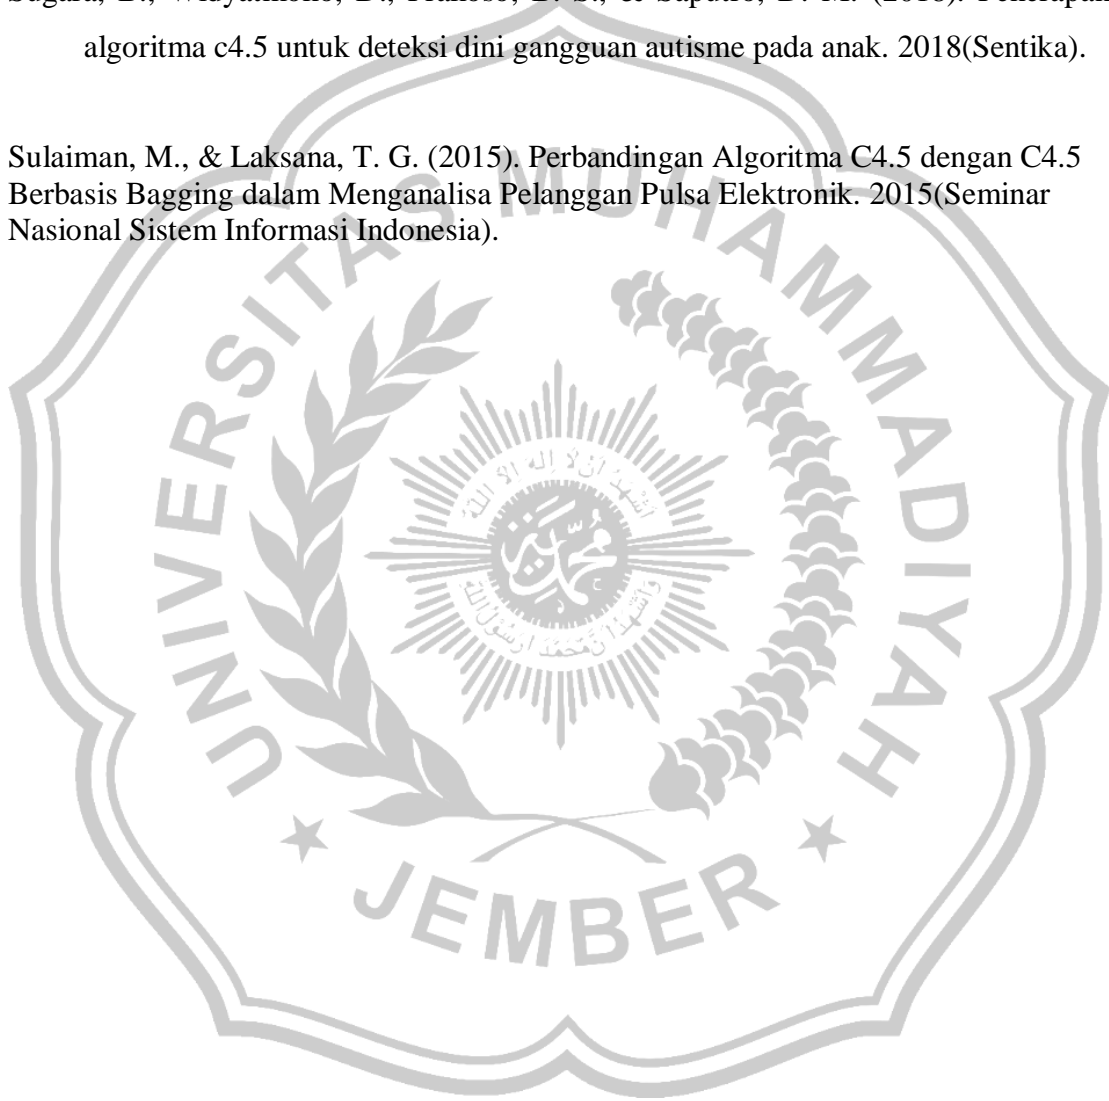 algoritma c4.5 untuk deteksi dini gangguan autisme pada anak. 2018(Sentika).
Sulaiman, M., & Laksana, T. G. (2015). Perbandingan Algoritma C4.5 dengan C4.5
Berbasis Bagging dalam Menganalisa Pelanggan Pulsa Elektronik. 2015(Seminar
Nasional Sistem Informasi Indonesia).
UNIVERSITAS MUHAMMADIYAH
JEMBER